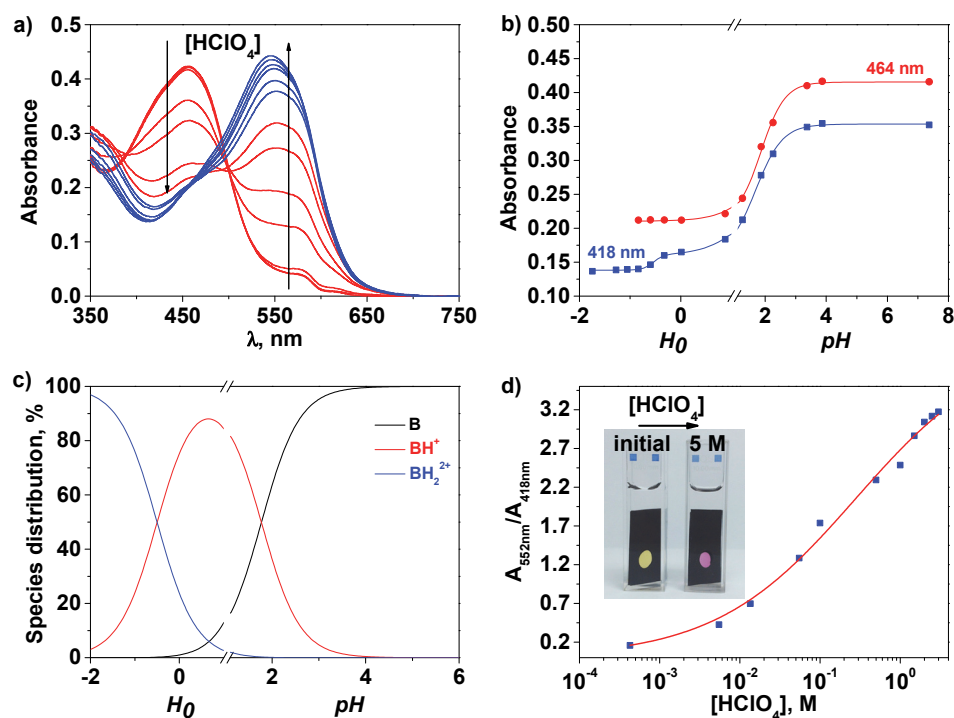 a)
[HClO4]
0.5
0.4
0.3
0.2
0.1
0.0
Absorbance
350 450 550 650 750
λ, nm
b)
0.50
0.45
0.40
0.35
0.30
0.25
0.20
0.15
0.10
Absorbance
464 nm
418 nm
-2 0 2 4 6 8
H0 pH
c)
100
80
60
40
20
0
Species distribution, %
B
BH+
BH2 2+
-2 0 2 4 6
H0 pH
d)
[HClO4]
initial 5 M
3.2
2.7
2.2
1.7
1.2
0.7
0.2
A552nm/A418nm
10-4 10-3 10-2 10-1 100
[HClO4], M